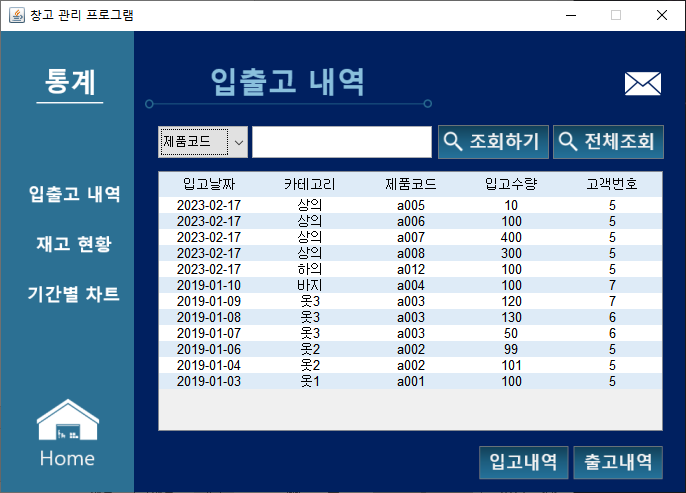 창고 관리 프로그램
통계
입출고 내역
재고 현황
기간별 차트
Home
입출고 내역
제품코드 조회하기 전체조회
입고날짜 카테고리 제품코드 입고수량 고객번호
2023-02-17 상의 a005 10 5
2023-02-17 상의 a006 100 5
2023-02-17 상의 a007 400 5
2023-02-17 상의 a008 300 5
2023-02-17 하의 a012 100 5
2019-01-10 바지 a004 100 7
2019-01-09 옷3 a003 120 7
2019-01-08 옷3 a003 130 6
2019-01-07 옷3 a003 50 6
2019-01-06 옷2 a002 99 5
2019-01-04 옷2 a002 101 5
2019-01-03 옷1 a001 100 5
입고내역 출고내역